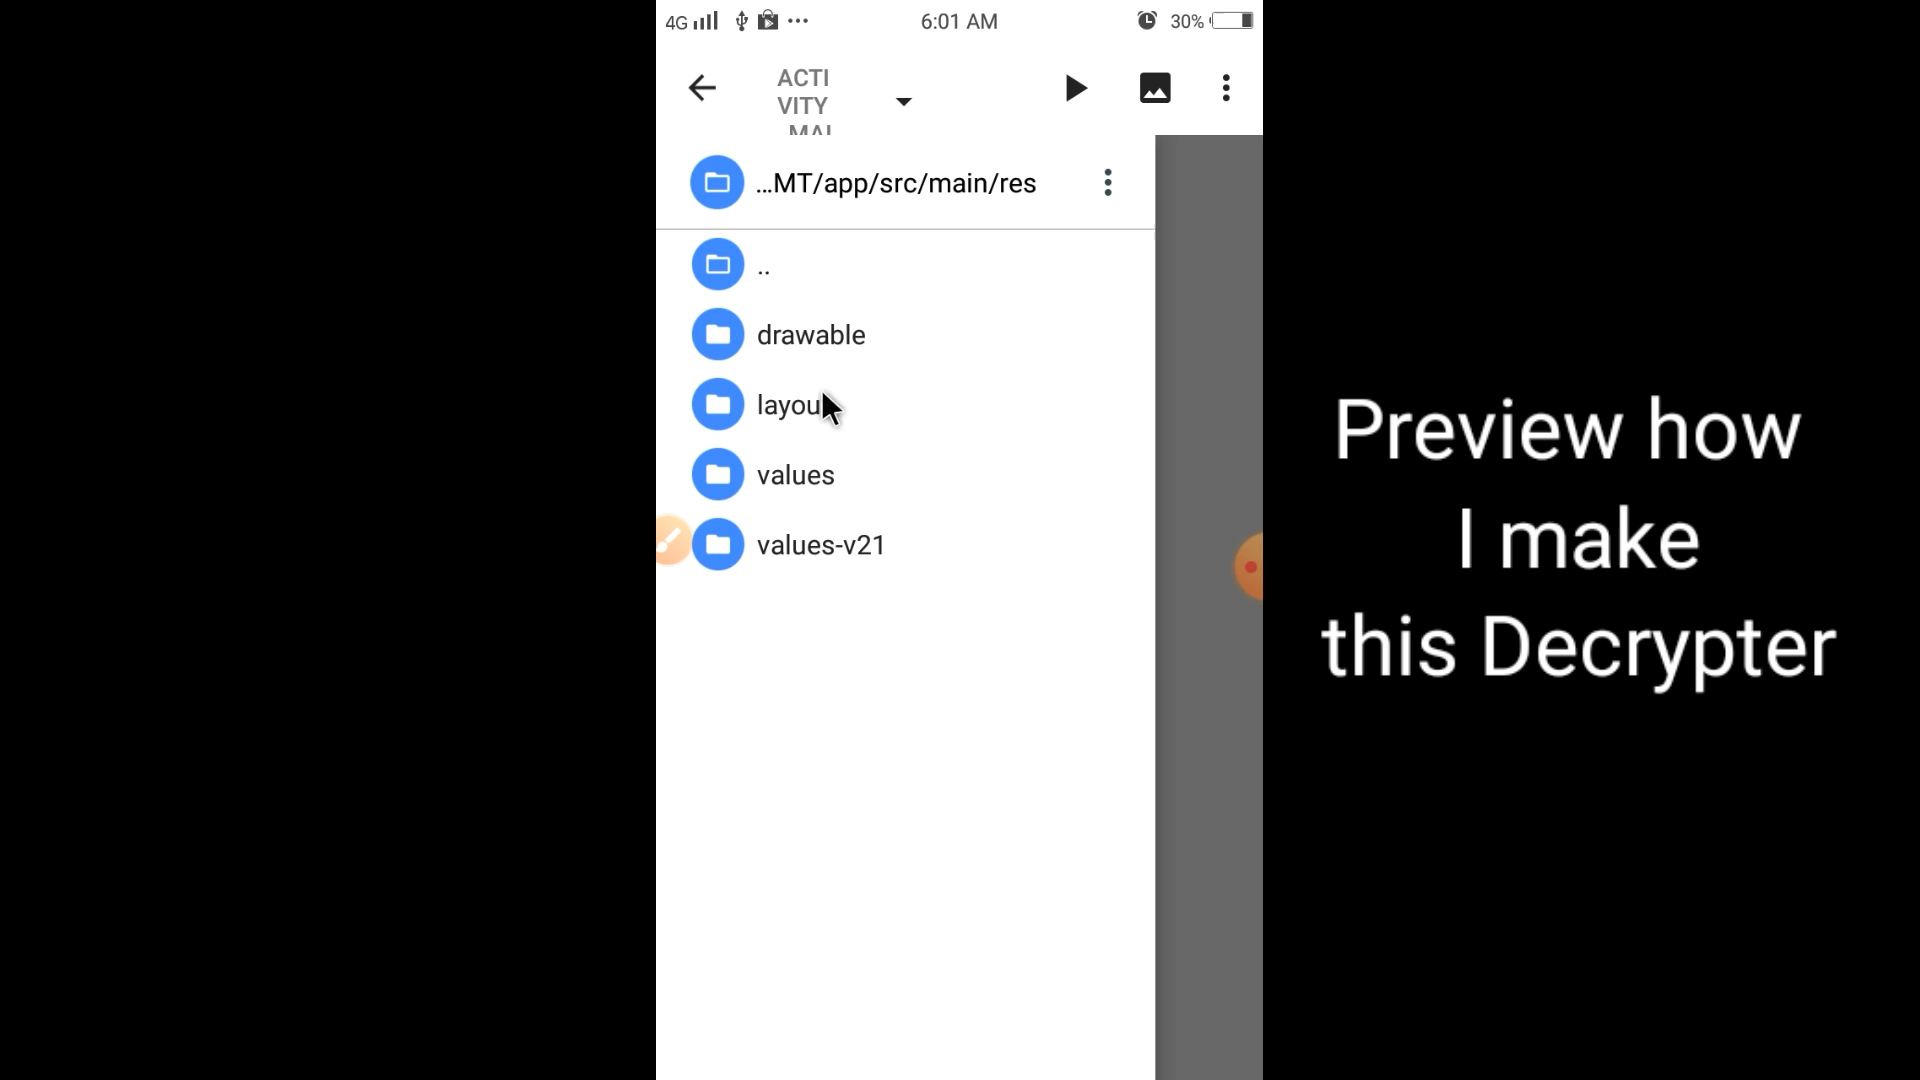 4G 6:01 AM 30%
ACTI
VITY
MAI
...MT/app/src/main/res
..
drawable
layou
values
values-v21
Preview how
I make
this Decrypter